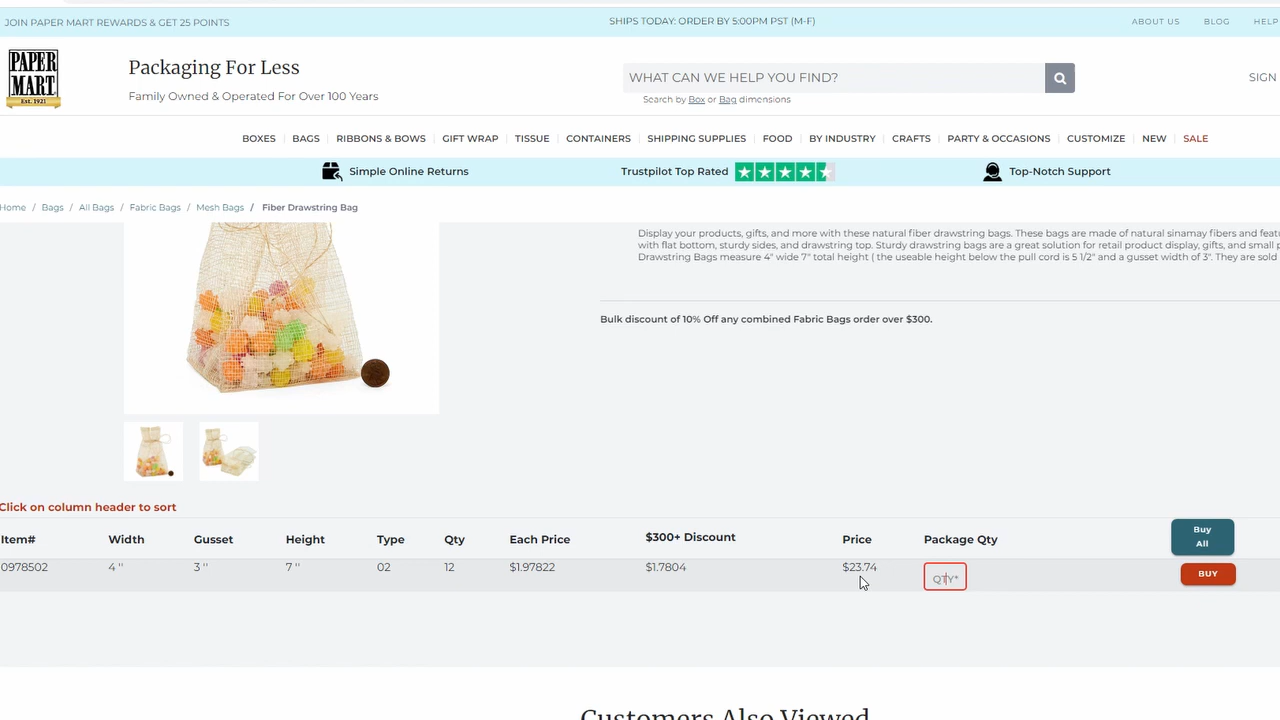 JOIN PAPER MART REWARDS & GET 25 POINTS
SHIPS TODAY: ORDER BY 5:00PM PST (M-F)
ABOUT US BLOG HELP
PAPER
MART
Est. 1921
Packaging For Less
Family Owned & Operated For Over 100 Years
WHAT CAN WE HELP YOU FIND?
Search by Box or Bag dimensions
SIGN
BOXES BAGS RIBBONS & BOWS GIFT WRAP TISSUE CONTAINERS SHIPPING SUPPLIES FOOD BY INDUSTRY CRAFTS PARTY & OCCASIONS CUSTOMIZE NEW SALE
Simple Online Returns
Trustpilot Top Rated
Top-Notch Support
Home / Bags / All Bags / Fabric Bags / Mesh Bags / Fiber Drawstring Bag
Display your products, gifts, and more with these natural fiber drawstring bags. These bags are made of natural sinamay fibers and featu
with flat bottom, sturdy sides, and drawstring top. Sturdy drawstring bags are a great solution for retail product display, gifts, and small p
Drawstring Bags measure 4" wide 7" total height ( the useable height below the pull cord is 5 1/2" and a gusset width of 3". They are sold
Bulk discount of 10% Off any combined Fabric Bags order over $300.
Click on column header to sort
Item# Width Gusset Height Type Qty Each Price $300+ Discount Price Package Qty
Buy
All
0978502 4 '' 3 '' 7 '' 02 12 $1.97822 $1.7804 $23.74 QTY* BUY
Customers Also Viewed